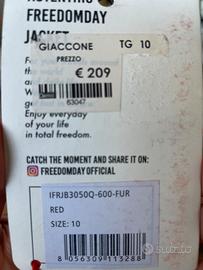 FREEDOMDAY
JACKET
GIACCONE TG 10
PREZZO
€ 209
63047
Enjoy everyday
of your life
in total freedom.
CATCH THE MOMENT AND SHARE IT ON:
FREEDOMDAYOFFICIAL
IFRJB3050Q-600-FUR
RED
SIZE: 10
8 056309 113288
subito